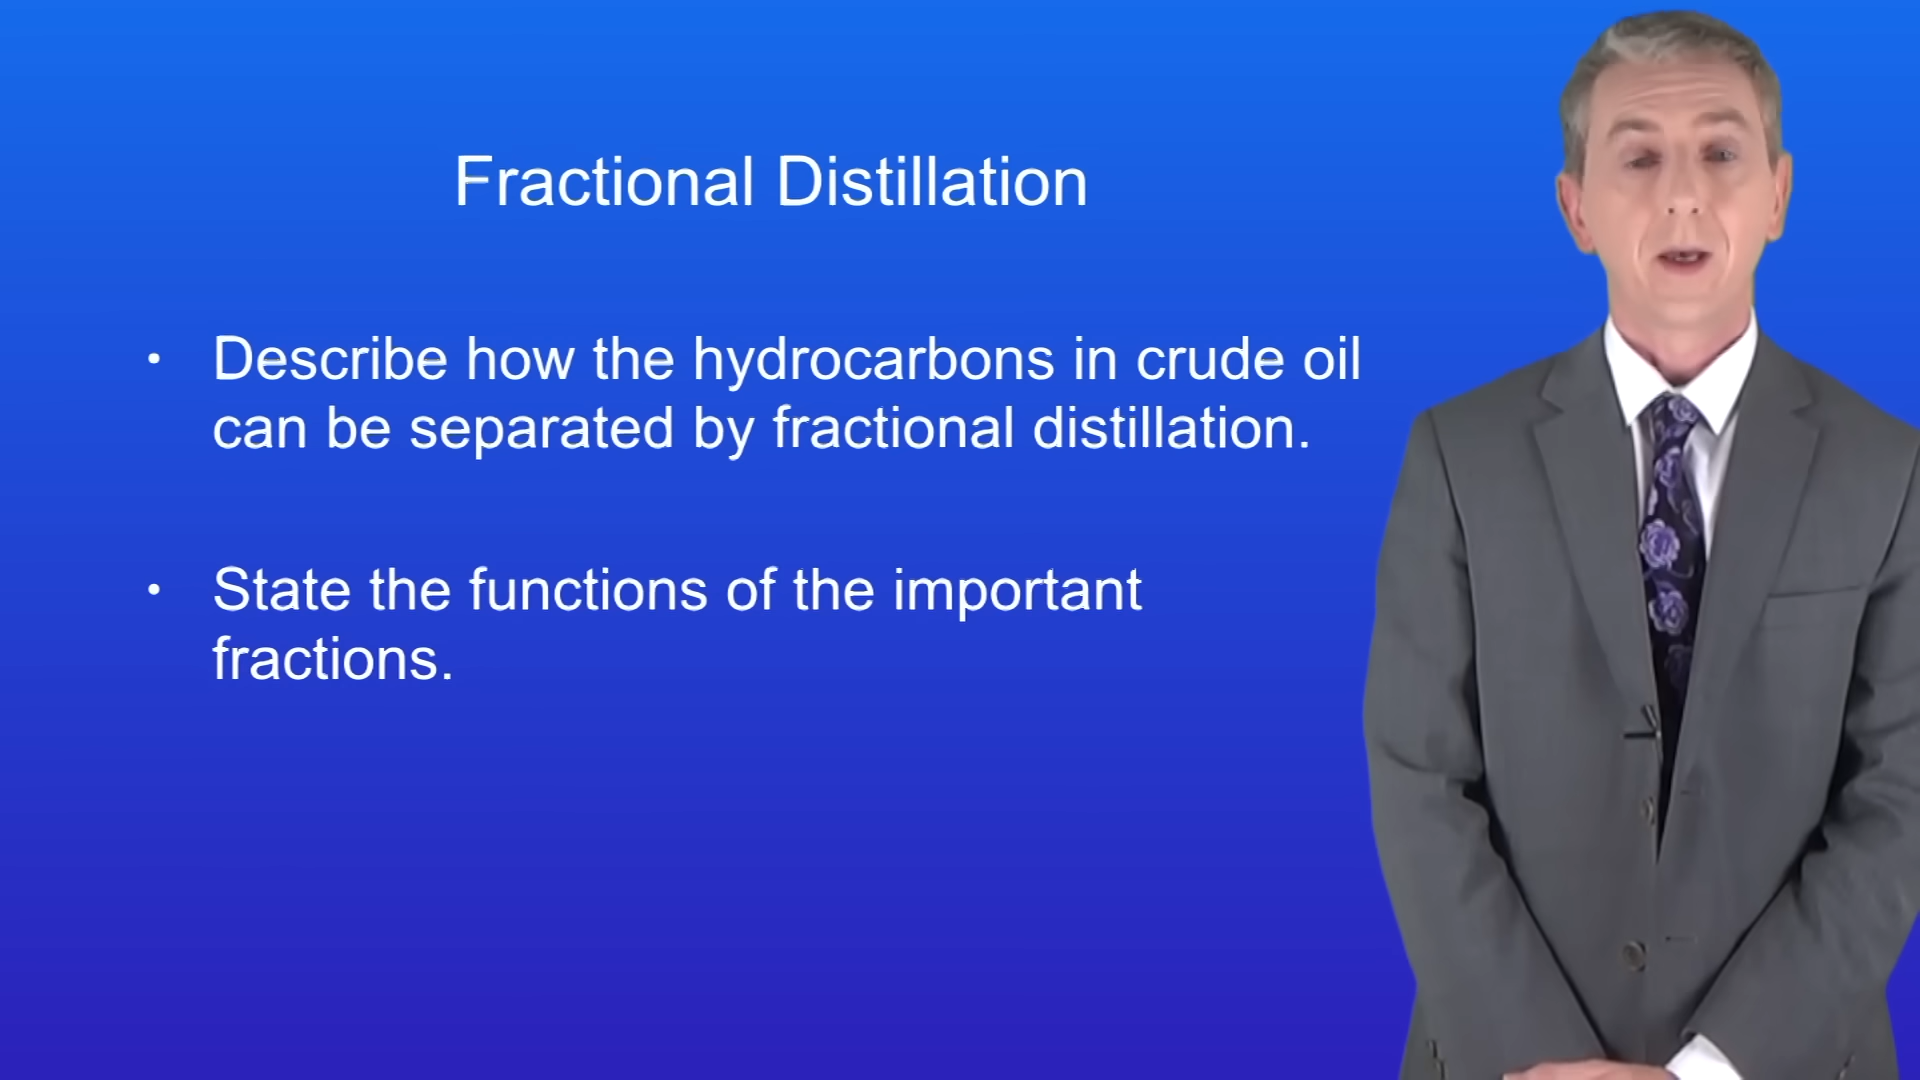 Fractional Distillation
• Describe how the hydrocarbons in crude oil
can be separated by fractional distillation.
• State the functions of the important
fractions.